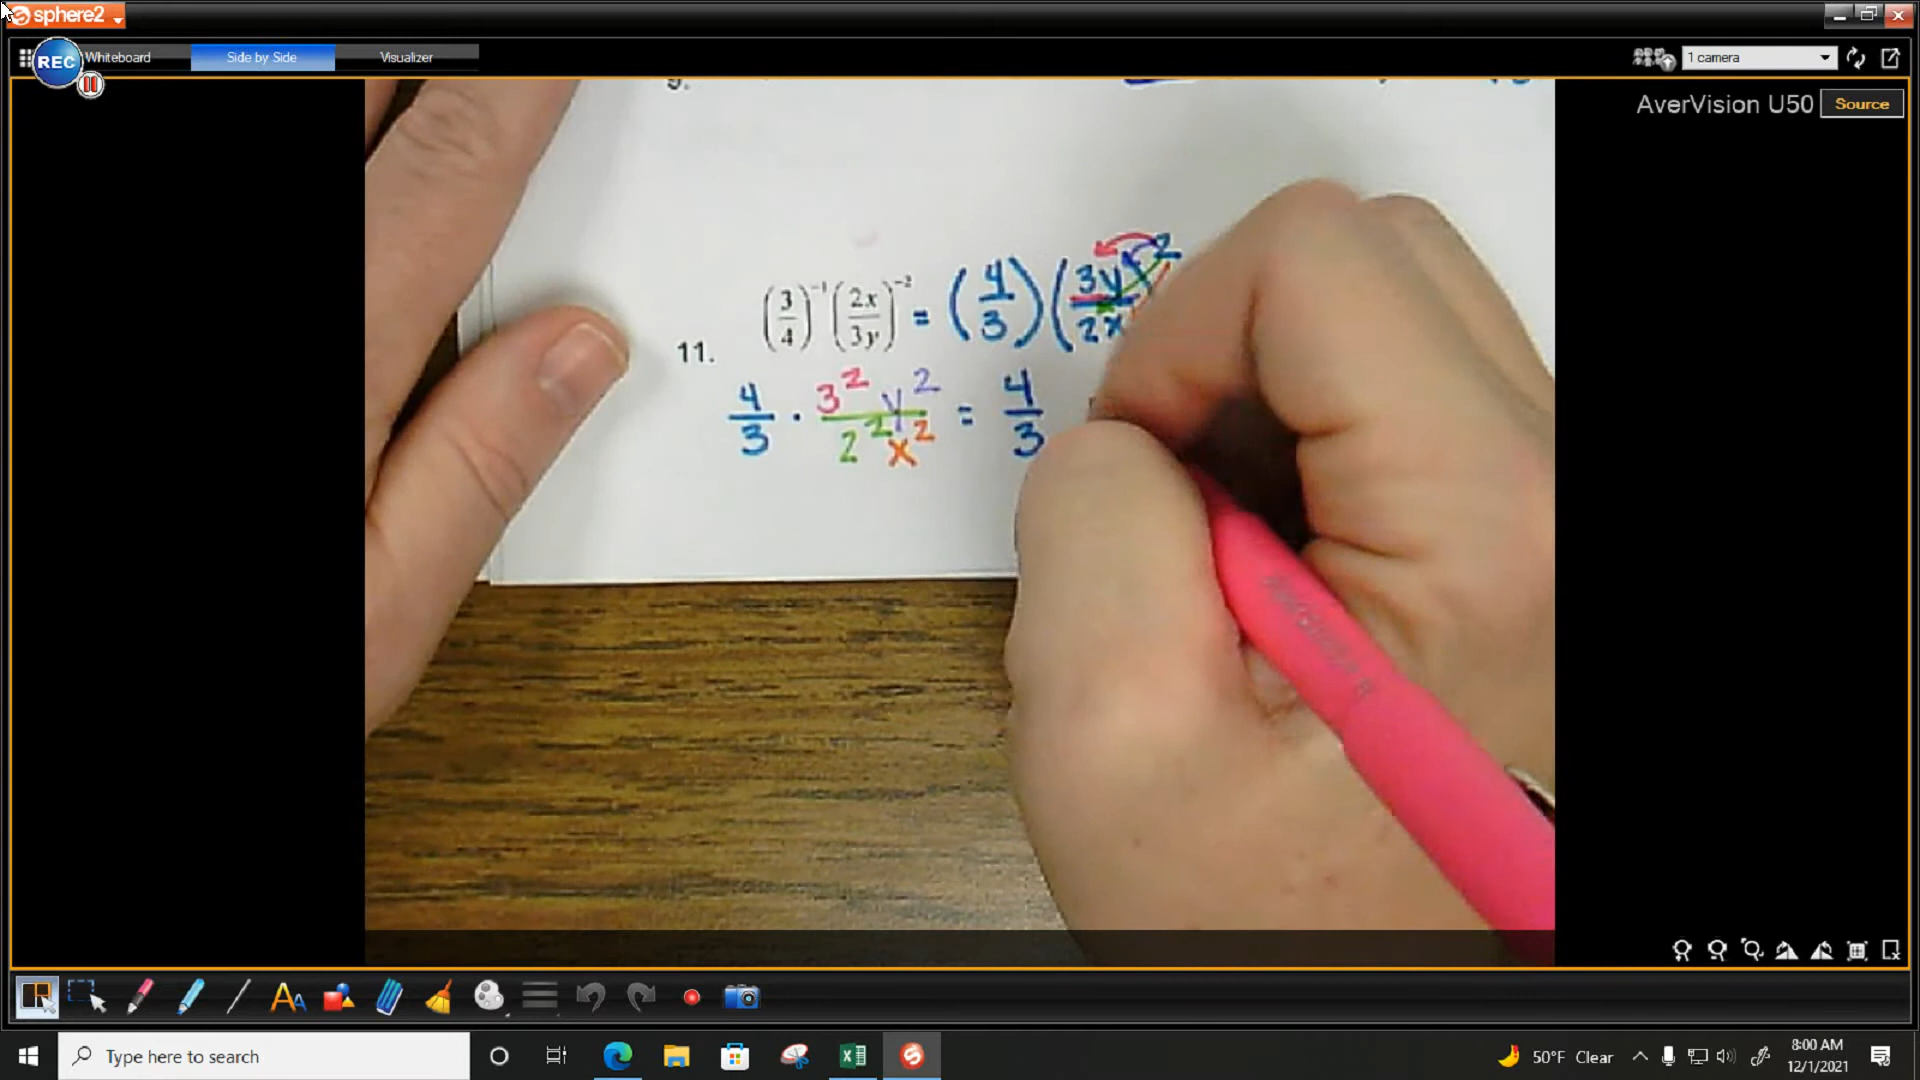 sphere2
REC
Whiteboard
Side by Side
Visualizer
1 camera
AverVision U50
Source
9.
11. (3/4)^-1 (2x/3y)^-2 = (4/3)(3y/2x)^2
4/3 · 3^2 y^2 / 2^2 x^2 = 4/3
Type here to search
50°F Clear
8:00 AM
12/1/2021